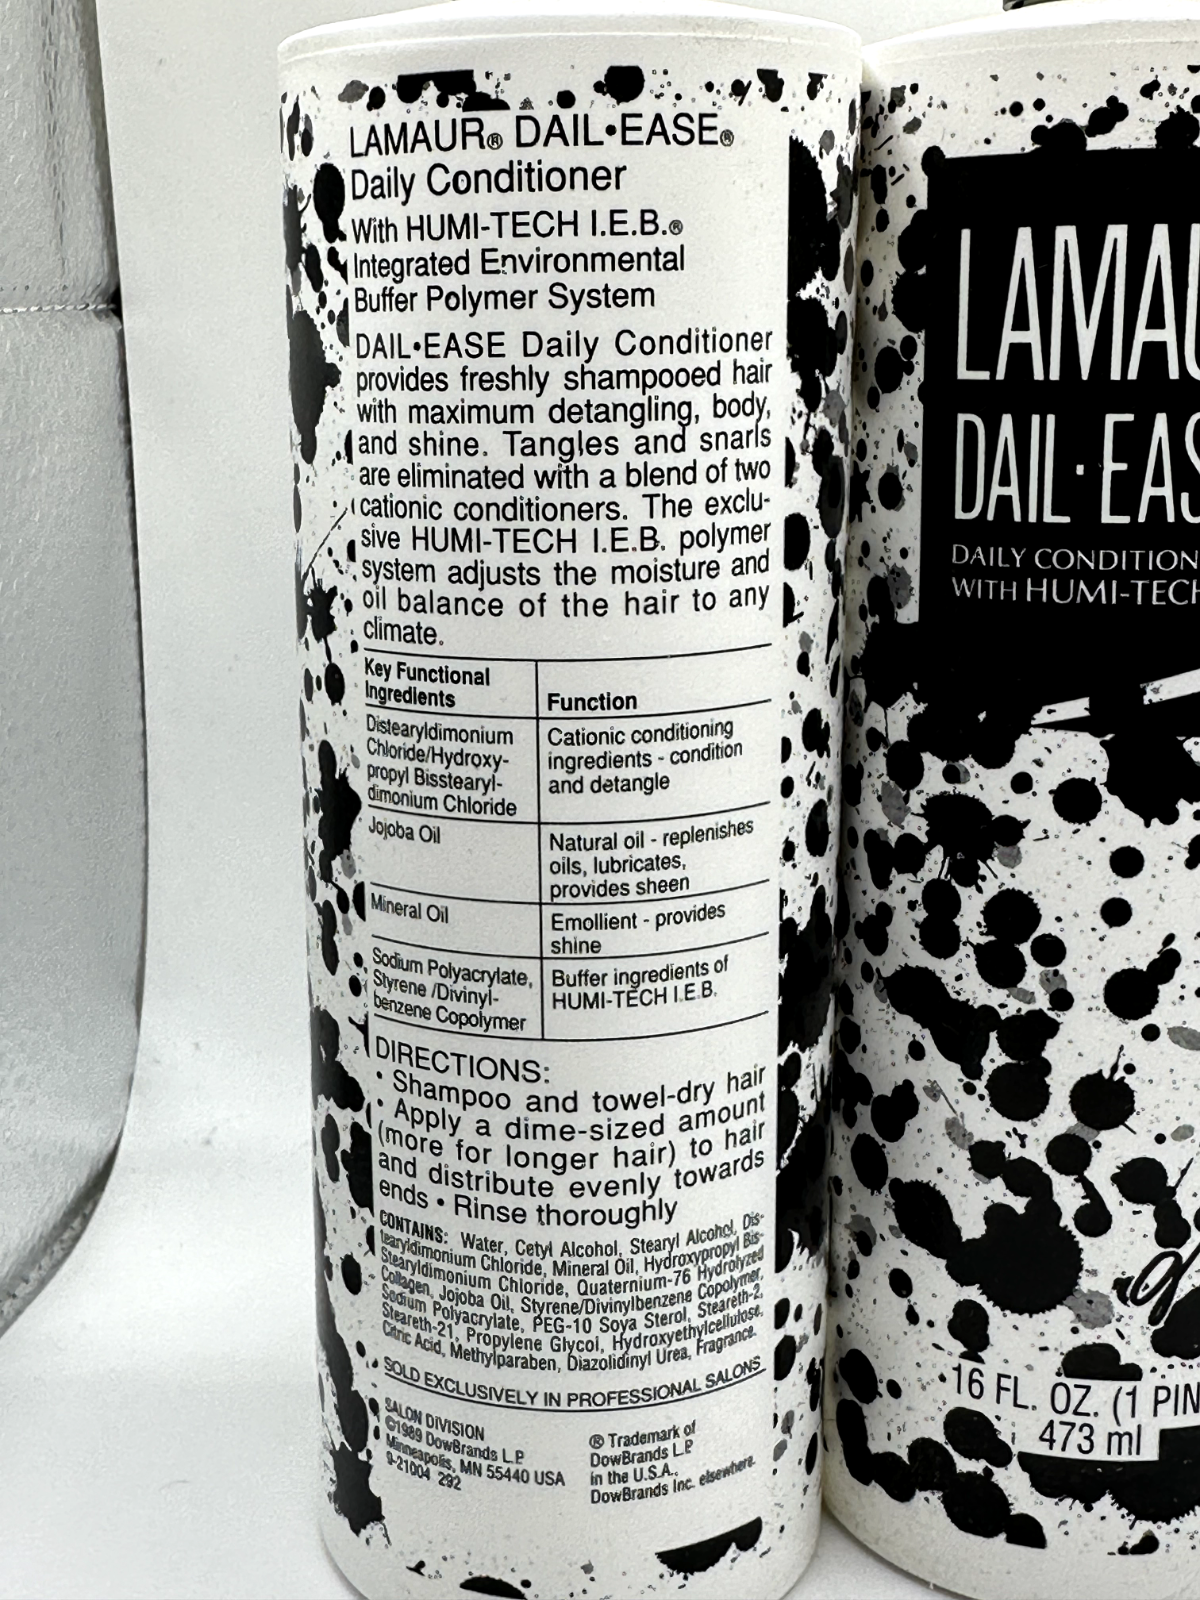 LAMAUR® DAIL•EASE®
Daily Conditioner
With HUMI-TECH I.E.B.®
Integrated Environmental
Buffer Polymer System
DAIL•EASE Daily Conditioner
provides freshly shampooed hair
with maximum detangling, body,
and shine. Tangles and snarls
are eliminated with a blend of two
cationic conditioners. The exclu-
sive HUMI-TECH I.E.B. polymer
system adjusts the moisture and
oil balance of the hair to any
climate.
Key Functional
Ingredients
Function
Distearyldimonium
Chloride/Hydroxy-
propyl Bisstearyl-
dimonium Chloride
Cationic conditioning
ingredients - condition
and detangle
Jojoba Oil
Natural oil - replenishes
oils, lubricates,
provides sheen
Mineral Oil
Emollient - provides
shine
Sodium Polyacrylate,
Styrene /Divinyl-
benzene Copolymer
Buffer ingredients of
HUMI-TECH I.E.B.
DIRECTIONS:
• Shampoo and towel-dry hair
• Apply a dime-sized amount
(more for longer hair) to hair
and distribute evenly towards
ends • Rinse thoroughly
CONTAINS: Water, Cetyl Alcohol, Stearyl Alcohol, Dis-
tearyldimonium Chloride, Mineral Oil, Hydroxypropyl Bis-
Stearyldimonium Chloride, Quaternium-76 Hydrolyzed
Collagen, Jojoba Oil, Styrene/Divinylbenzene Copolymer,
Sodium Polyacrylate, PEG-10 Soya Sterol, Steareth-2,
Steareth-21, Propylene Glycol, Hydroxyethylcellulose,
Citric Acid, Methylparaben, Diazolidinyl Urea, Fragrance.
SOLD EXCLUSIVELY IN PROFESSIONAL SALONS
SALON DIVISION
©1989 DowBrands L.P.
Minneapolis, MN 55440 USA
9-21004 292
® Trademark of
DowBrands L.P.
in the U.S.A.,
DowBrands Inc. elsewhere.
LAMAU
DAIL·EAS
DAILY CONDITION
WITH HUMI-TECH
16 FL. OZ. (1 PIN
473 ml